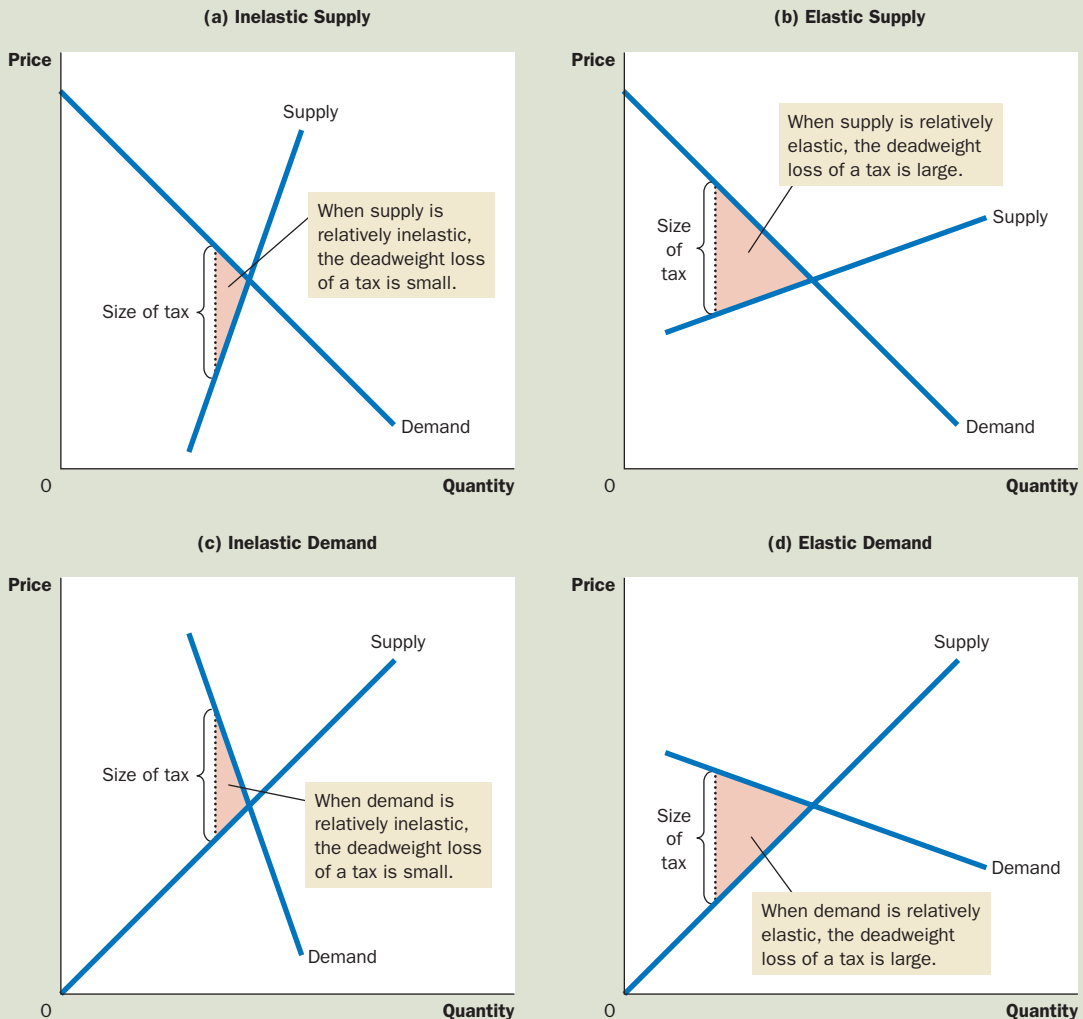 (a) Inelastic Supply
Price
Supply
When supply is
relatively inelastic,
the deadweight loss
of a tax is small.
Size of tax
Demand
0
Quantity
(b) Elastic Supply
Price
When supply is relatively
elastic, the deadweight
loss of a tax is large.
Size
of
tax
Supply
Demand
0
Quantity
(c) Inelastic Demand
Price
Supply
Size of tax
When demand is
relatively inelastic,
the deadweight loss
of a tax is small.
Demand
0
Quantity
(d) Elastic Demand
Price
Supply
Size
of
tax
Demand
When demand is relatively
elastic, the deadweight
loss of a tax is large.
0
Quantity